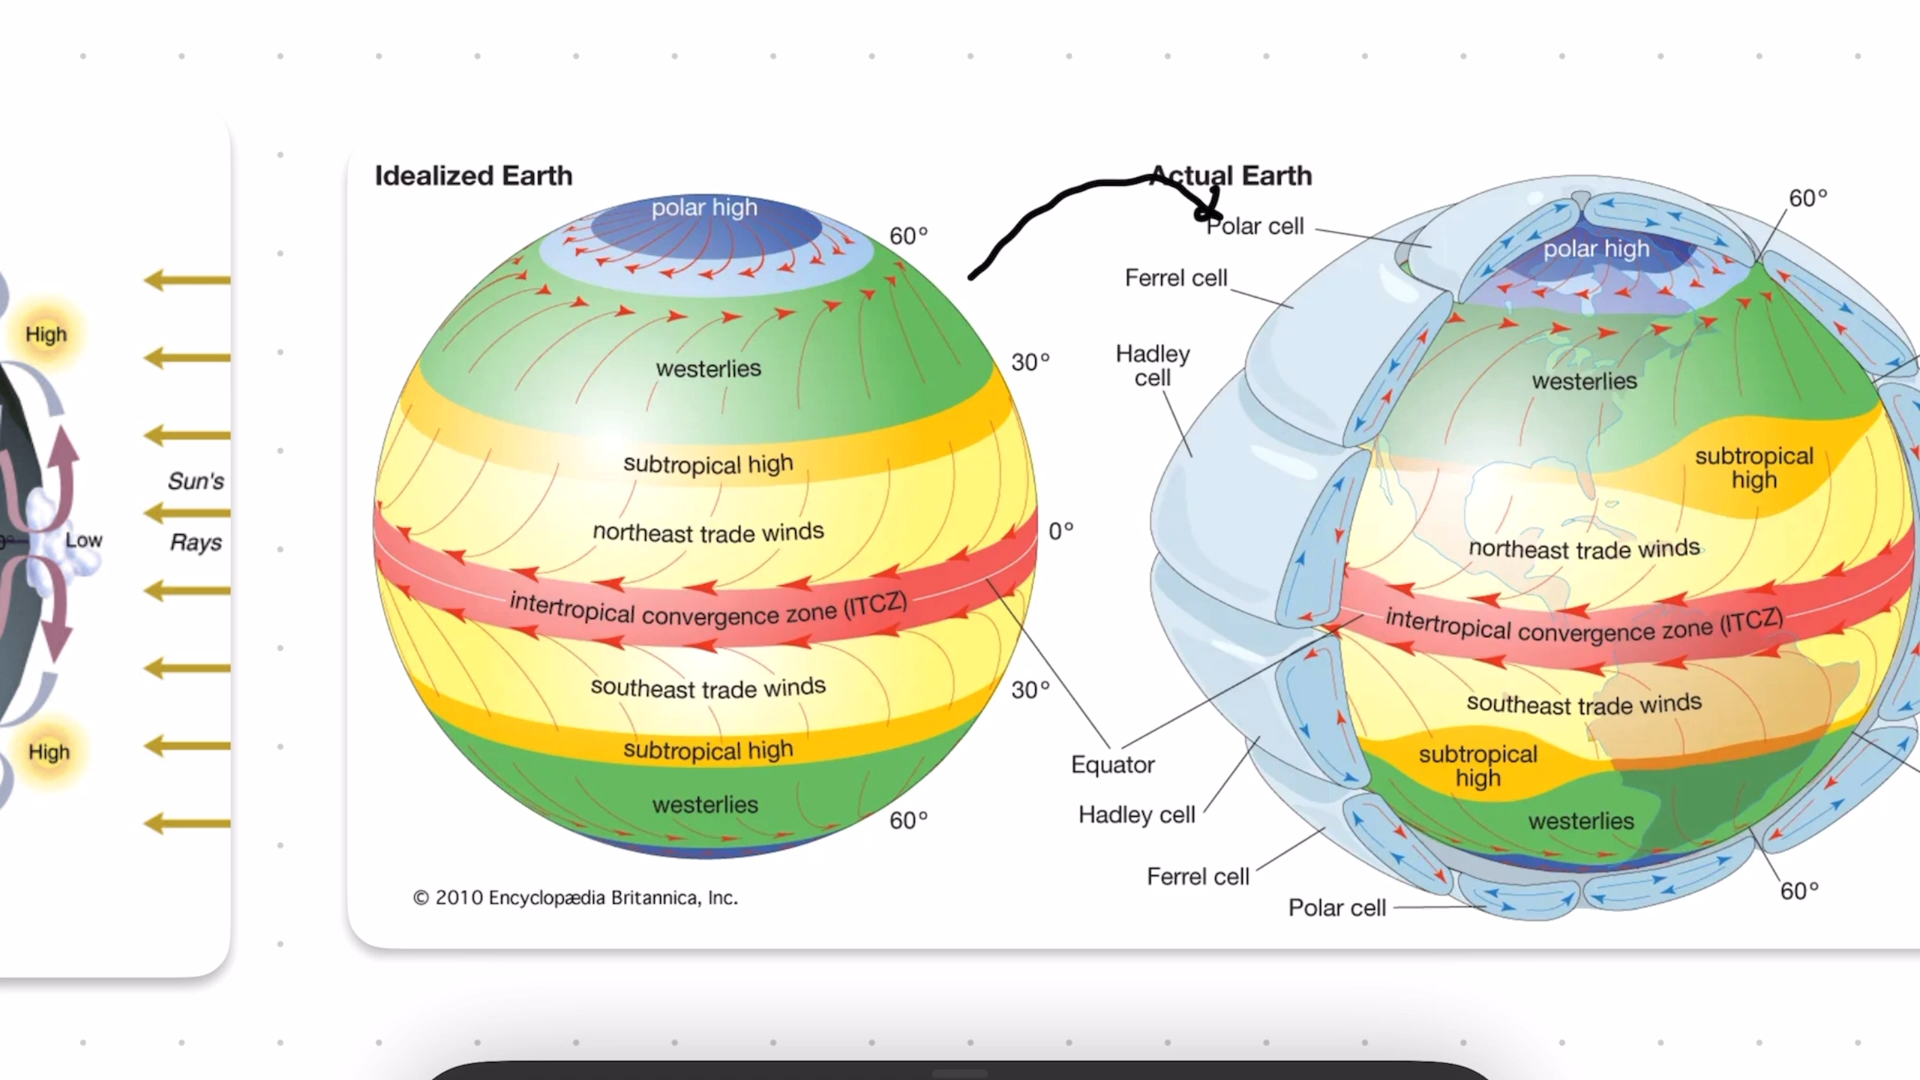 High
Sun's
0°
Low
Rays
High
Idealized Earth
polar high
60°
30°
westerlies
subtropical high
northeast trade winds
0°
intertropical convergence zone (ITCZ)
southeast trade winds
30°
subtropical high
westerlies
60°
© 2010 Encyclopædia Britannica, Inc.
Actual Earth
Polar cell
Ferrel cell
Hadley
cell
Equator
Hadley cell
Ferrel cell
Polar cell
60°
polar high
westerlies
subtropical
high
northeast trade winds
intertropical convergence zone (ITCZ)
southeast trade winds
subtropical
high
westerlies
60°